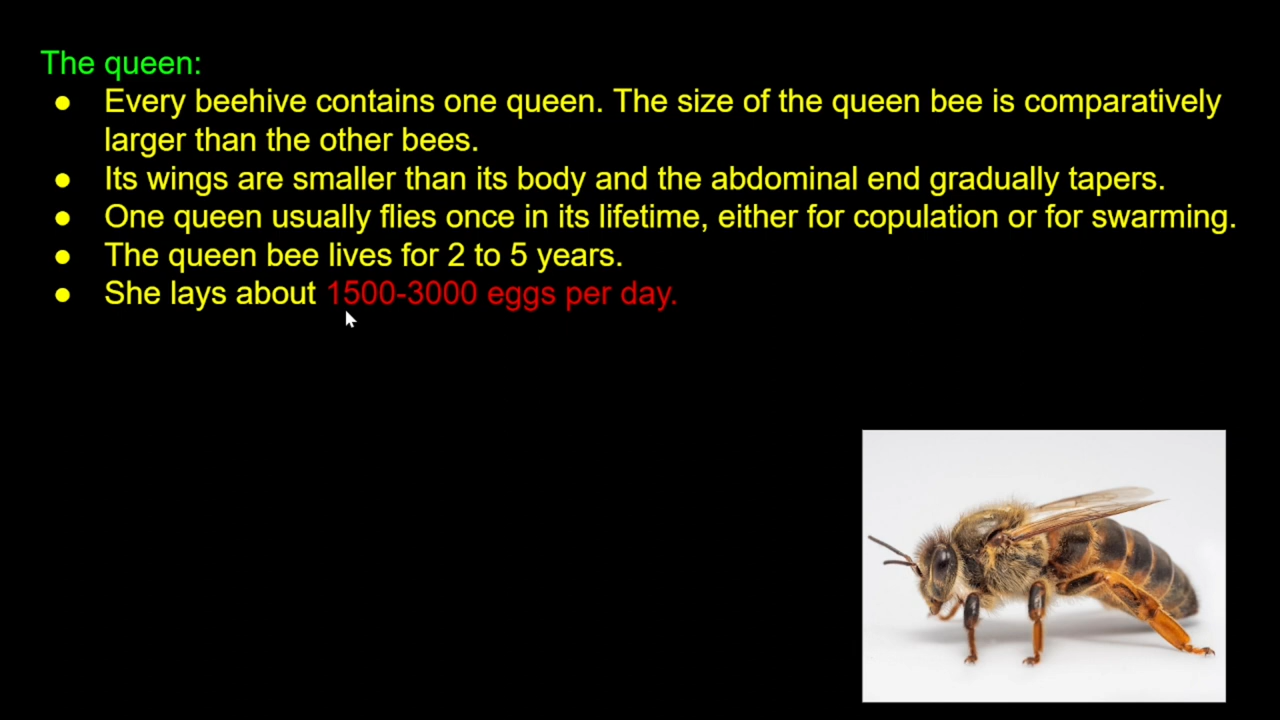 The queen:
● Every beehive contains one queen. The size of the queen bee is comparatively
larger than the other bees.
● Its wings are smaller than its body and the abdominal end gradually tapers.
● One queen usually flies once in its lifetime, either for copulation or for swarming.
● The queen bee lives for 2 to 5 years.
● She lays about 1500-3000 eggs per day.